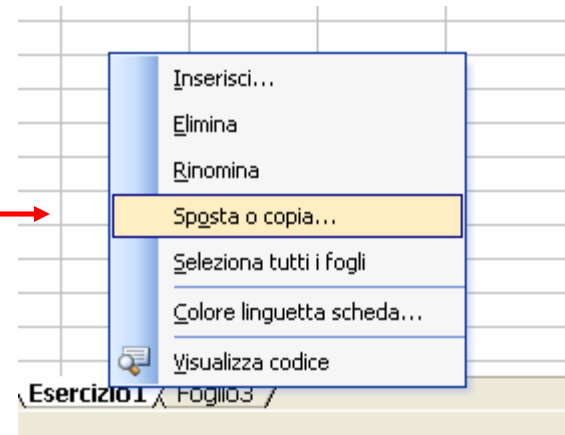 Inserisci...
Elimina
Rinomina
Sposta o copia...
Seleziona tutti i fogli
Colore linguetta scheda...
Visualizza codice
Esercizio1 Foglio3